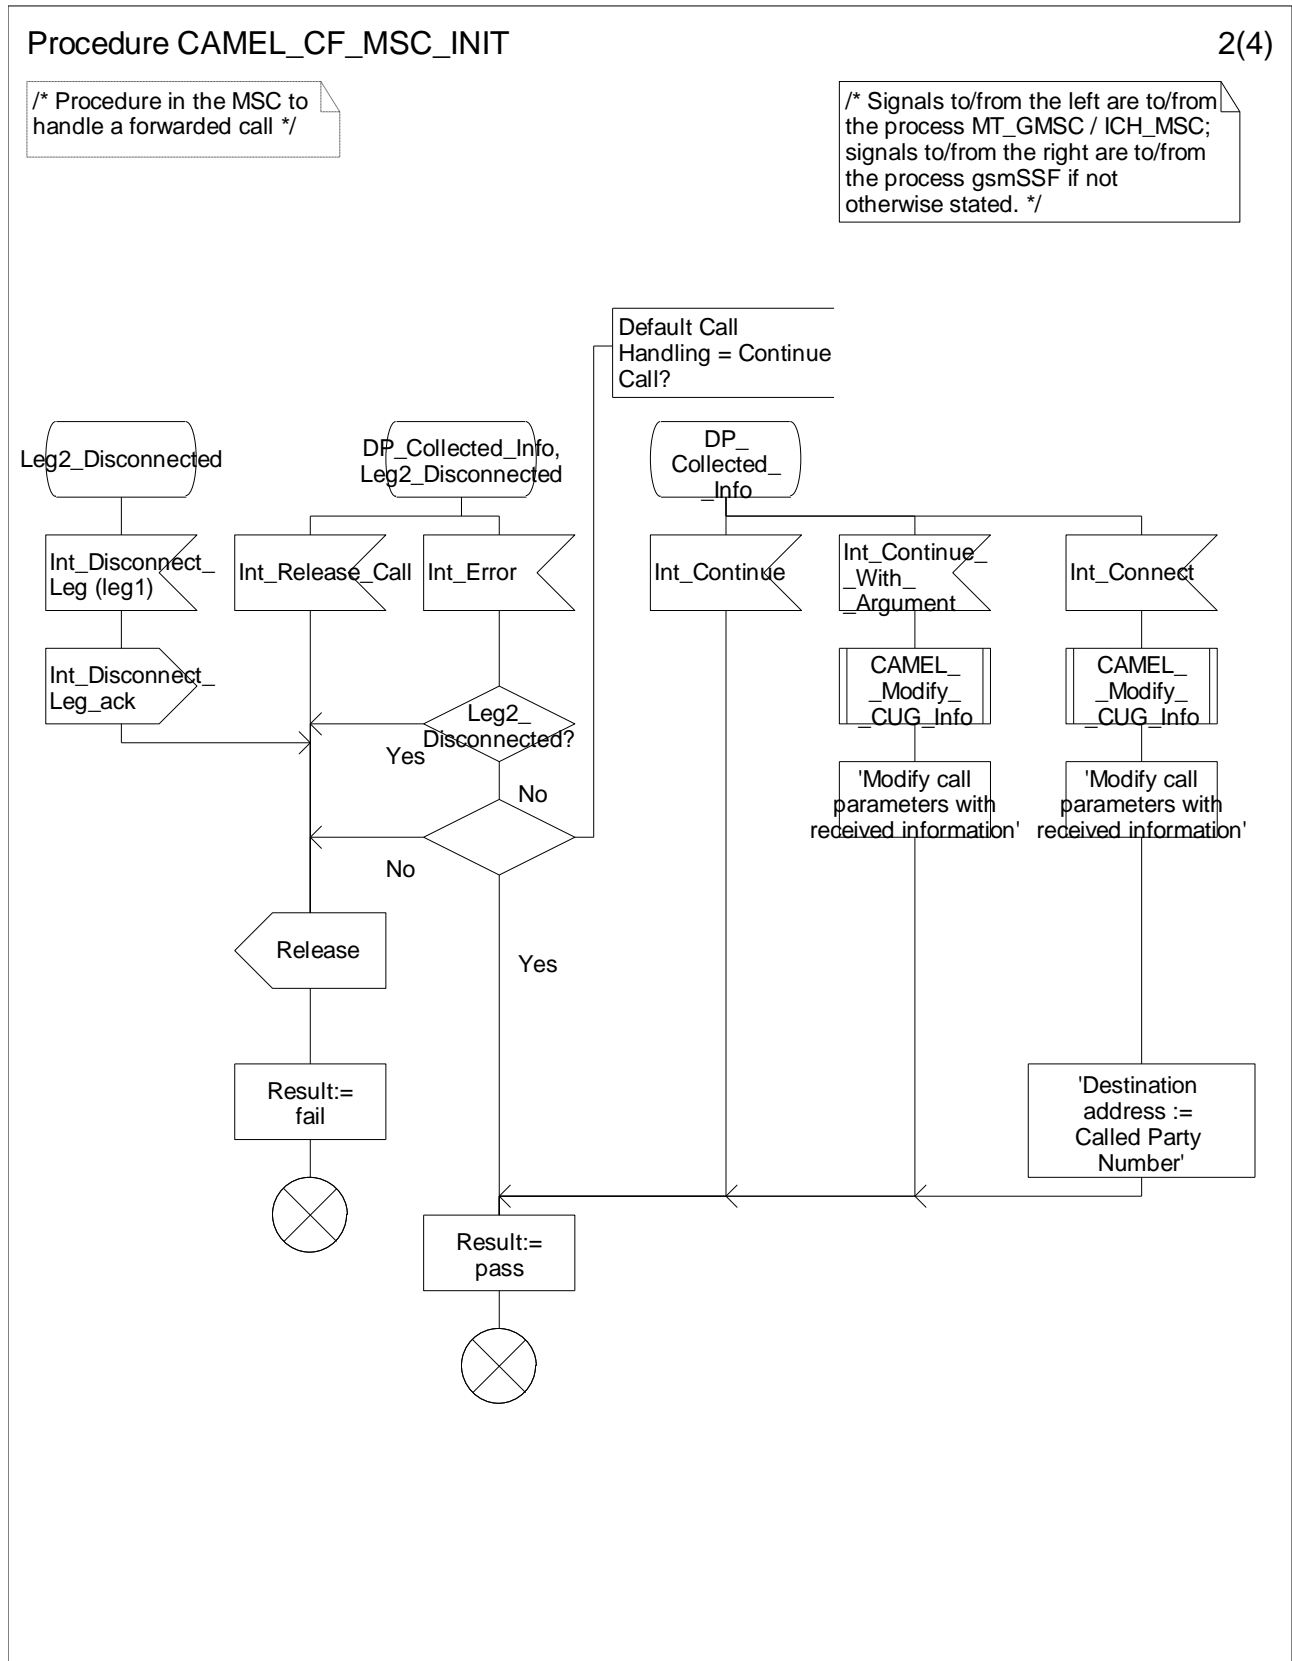 Procedure CAMEL_CF_MSC_INIT
2(4)
/* Procedure in the MSC to
handle a forwarded call */
/* Signals to/from the left are to/from
the process MT_GMSC / ICH_MSC;
signals to/from the right are to/from
the process gsmSSF if not
otherwise stated. */
Default Call
Handling = Continue
Call?
Leg2_Disconnected
DP_Collected_Info,
Leg2_Disconnected
DP_
Collected_
_Info
Int_Disconnect_
Leg (leg1)
Int_Release_Call
Int_Error
Int_Continue
Int_Continue_
_With_
_Argument
Int_Connect
Int_Disconnect_
Leg_ack
Leg2_
Disconnected?
CAMEL_
_Modify_
_CUG_Info
CAMEL_
_Modify_
_CUG_Info
Yes
No
'Modify call
parameters with
received information'
'Modify call
parameters with
received information'
No
Release
Yes
Result:=
fail
'Destination
address :=
Called Party
Number'
Result:=
pass